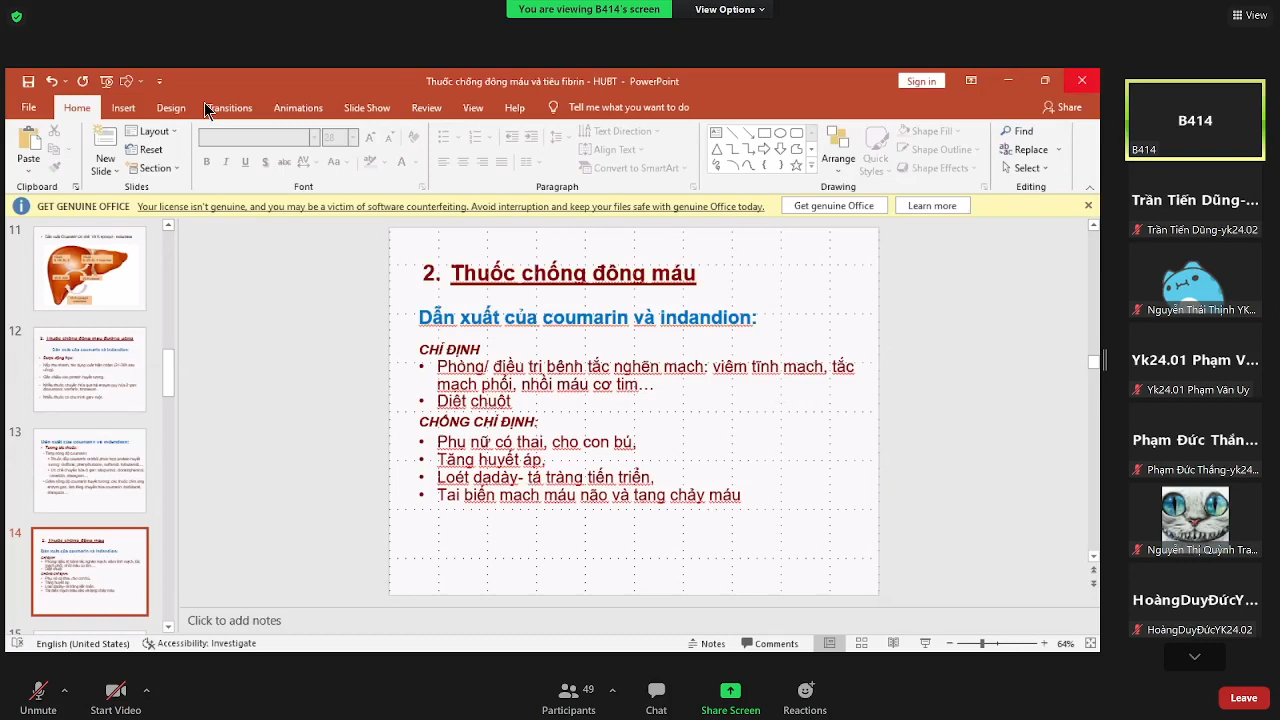 You are viewing B414's screen
View Options
View
Thuốc chống đông máu và tiêu fibrin - HUBT - PowerPoint
Sign in
File Home Insert Design Transitions Animations Slide Show Review View Help Tell me what you want to do
Share
Paste
New Slide
Layout
Reset
Section
28
Text Direction
Align Text
Convert to SmartArt
Arrange
Quick Styles
Shape Fill
Shape Outline
Shape Effects
Find
Replace
Select
Clipboard Slides Font Paragraph Drawing Editing
GET GENUINE OFFICE Your license isn't genuine, and you may be a victim of software counterfeiting. Avoid interruption and keep your files safe with genuine Office today.
Get genuine Office
Learn more
11
12
13
14
15
2. Thuốc chống đông máu
Dẫn xuất của coumarin và indandion:
CHỈ ĐỊNH
• Phòng/ điều trị bệnh tắc nghẽn mạch: viêm tĩnh mạch, tắc
mạch phổi, nhồi máu cơ tim…
• Diệt chuột
CHỐNG CHỈ ĐỊNH:
• Phụ nữ có thai, cho con bú,
• Tăng huyết áp,
• Loét dạdày- tá tràng tiến triển,
• Tai biến mạch máu não và tạng chảy máu
Click to add notes
English (United States)
Accessibility: Investigate
Notes
Comments
64%
B414
B414
Trần Tiến Dũng-...
Trần Tiến Dũng-yk24.02
Nguyễn Thái Thịnh YK...
Yk24.01 Phạm V...
Yk24.01 Phạm Văn Uy
Phạm Đức Thắn...
Phạm Đức Thắng-yk24...
Nguyễn Thị Quỳnh Tra...
HoàngDuyĐứcY...
HoàngDuyĐứcYK24.02
Unmute
Start Video
Participants
49
Chat
Share Screen
Reactions
Leave